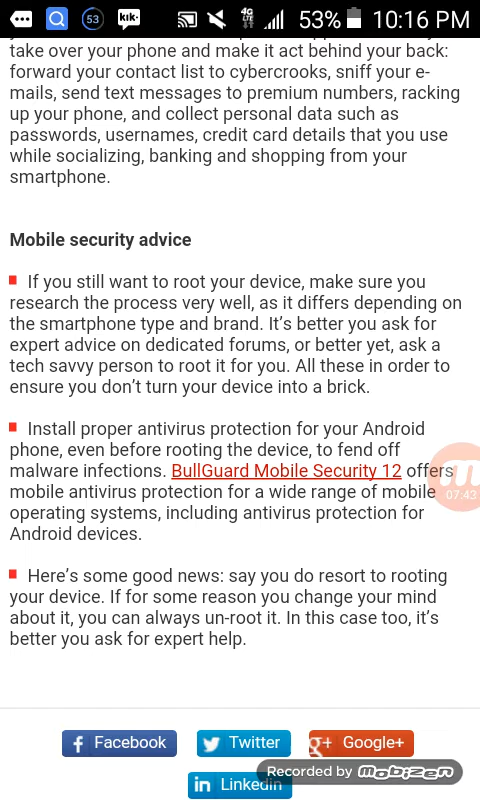 53 kik· 4G LTE 53% 10:16 PM
take over your phone and make it act behind your back:
forward your contact list to cybercrooks, sniff your e-
mails, send text messages to premium numbers, racking
up your phone, and collect personal data such as
passwords, usernames, credit card details that you use
while socializing, banking and shopping from your
smartphone.
Mobile security advice
If you still want to root your device, make sure you
research the process very well, as it differs depending on
the smartphone type and brand. It’s better you ask for
expert advice on dedicated forums, or better yet, ask a
tech savvy person to root it for you. All these in order to
ensure you don’t turn your device into a brick.
Install proper antivirus protection for your Android
phone, even before rooting the device, to fend off
malware infections. BullGuard Mobile Security 12 offers
mobile antivirus protection for a wide range of mobile
07:43
operating systems, including antivirus protection for
Android devices.
Here’s some good news: say you do resort to rooting
your device. If for some reason you change your mind
about it, you can always un-root it. In this case too, it’s
better you ask for expert help.
f Facebook Twitter g+ Google+
Recorded by mobizen
in Linkedin